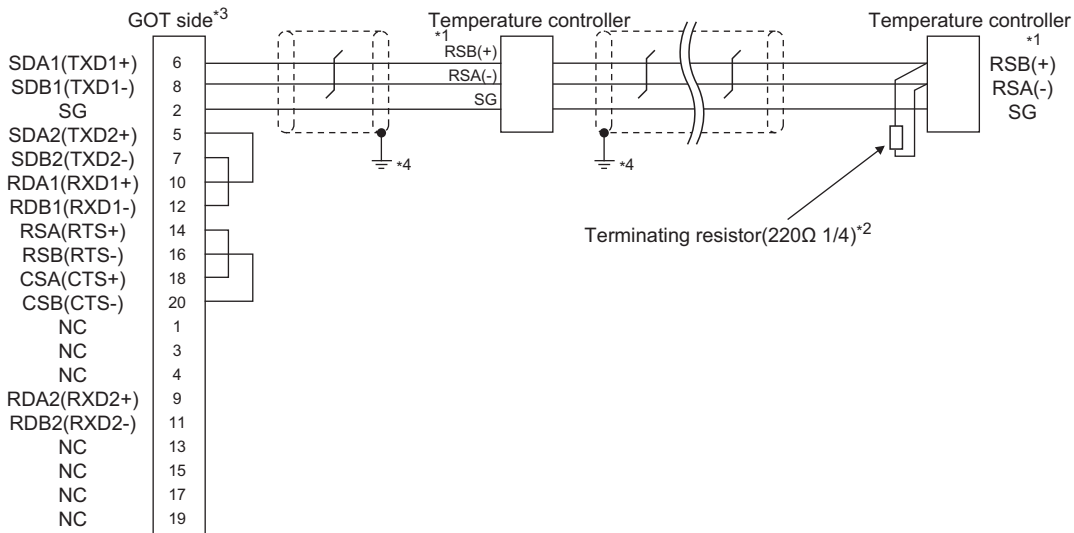 GOT side*3
Temperature controller
*1
Temperature controller
*1
SDA1(TXD1+) 6 RSB(+) RSB(+)
SDB1(TXD1-) 8 RSA(-) RSA(-)
SG 2 SG SG
SDA2(TXD2+) 5
SDB2(TXD2-) 7 *4 *4
RDA1(RXD1+) 10
RDB1(RXD1-) 12
RSA(RTS+) 14
Terminating resistor(220Ω 1/4)*2
RSB(RTS-) 16
CSA(CTS+) 18
CSB(CTS-) 20
NC 1
NC 3
NC 4
RDA2(RXD2+) 9
RDB2(RXD2-) 11
NC 13
NC 15
NC 17
NC 19